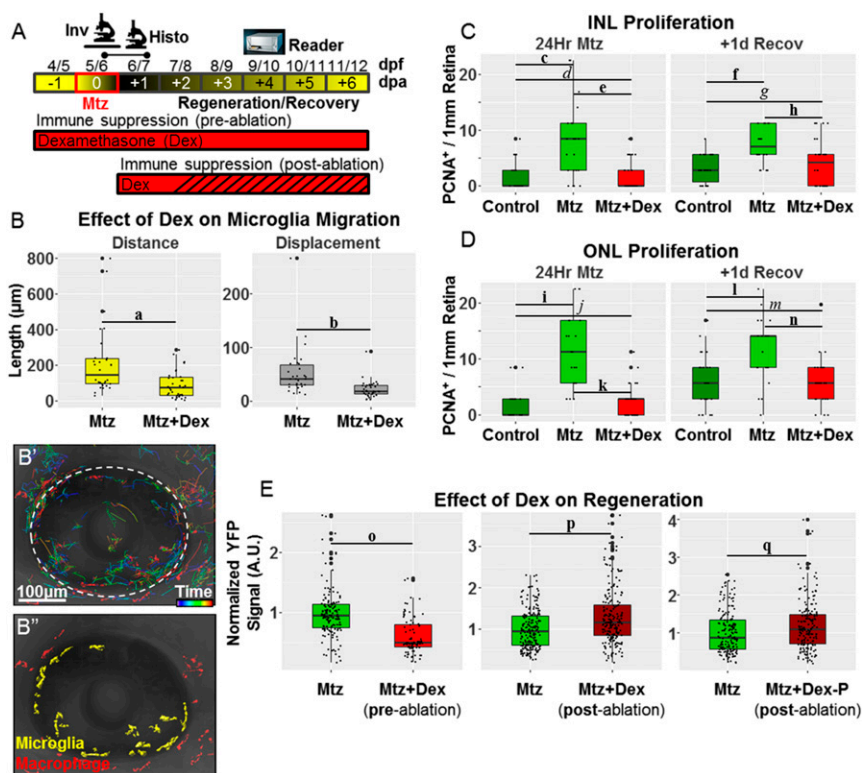 A
Inv
Histo
Reader
4/5 5/6 6/7 7/8 8/9 9/10 10/11 11/12 dpf
-1 0 +1 +2 +3 +4 +5 +6 dpa
Mtz Regeneration/Recovery
Immune suppression (pre-ablation)
Dexamethasone (Dex)
Immune suppression (post-ablation)
Dex
B Effect of Dex on Microglia Migration
Distance Displacement
Length (µm)
800
600
400
200
0
a
Mtz Mtz+Dex
200
100
0
b
Mtz Mtz+Dex
B'
100µm
Time
B"
Microglia
Macrophage
C INL Proliferation
24Hr Mtz +1d Recov
PCNA⁺ / 1mm Retina
20
10
0
c
d
e
f
g
h
Control Mtz Mtz+Dex Control Mtz Mtz+Dex
D ONL Proliferation
24Hr Mtz +1d Recov
PCNA⁺ / 1mm Retina
20
10
0
i
j
k
l
m
n
Control Mtz Mtz+Dex Control Mtz Mtz+Dex
E Effect of Dex on Regeneration
Normalized YFP
Signal (A.U.)
2
1
o
Mtz Mtz+Dex
(pre-ablation)
3
2
1
p
Mtz Mtz+Dex
(post-ablation)
4
3
2
1
q
Mtz Mtz+Dex-P
(post-ablation)